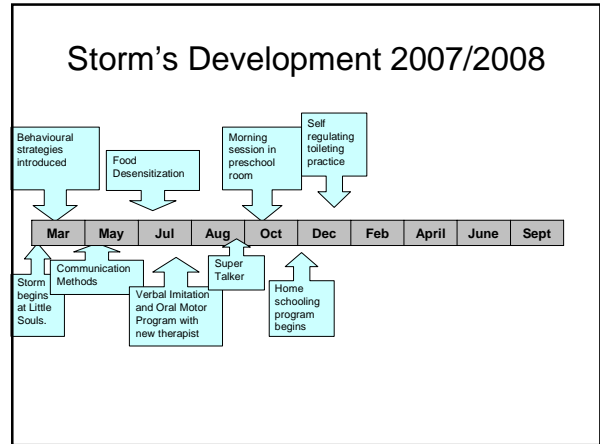 Storm's Development 2007/2008
Behavioural
strategies
introduced
Food
Desensitization
Morning
session in
preschool
room
Self
regulating
toileting
practice
Mar May Jul Aug Oct Dec Feb April June Sept
Storm
begins
at Little
Souls.
Communication
Methods
Verbal Imitation
and Oral Motor
Program with
new therapist
Super
Talker
Home
schooling
program
begins